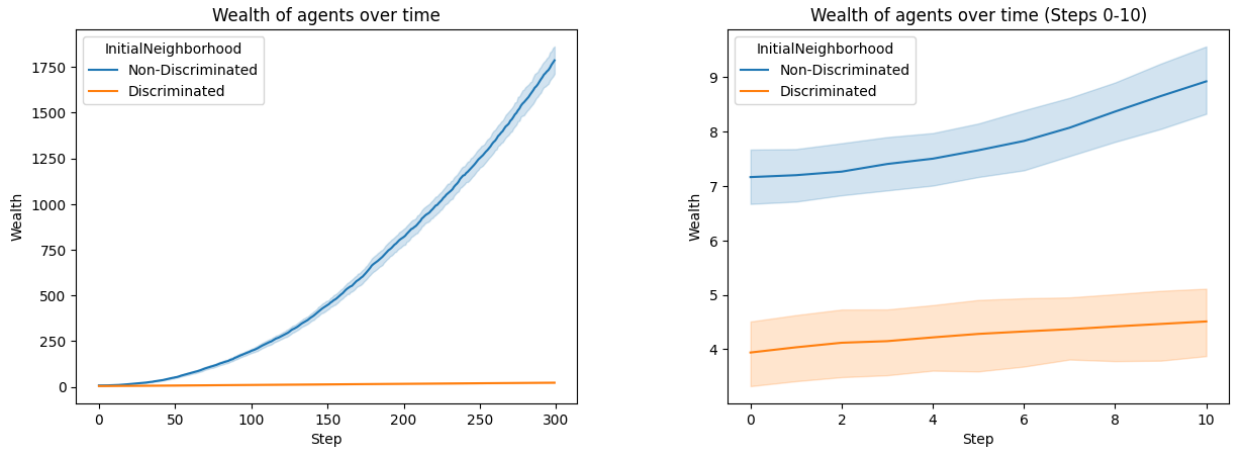 Wealth of agents over time
InitialNeighborhood
Non-Discriminated
Discriminated
1750
1500
1250
1000
750
500
250
0
Wealth
0 50 100 150 200 250 300
Step
Wealth of agents over time (Steps 0-10)
InitialNeighborhood
Non-Discriminated
Discriminated
9
8
7
6
5
4
Wealth
0 2 4 6 8 10
Step